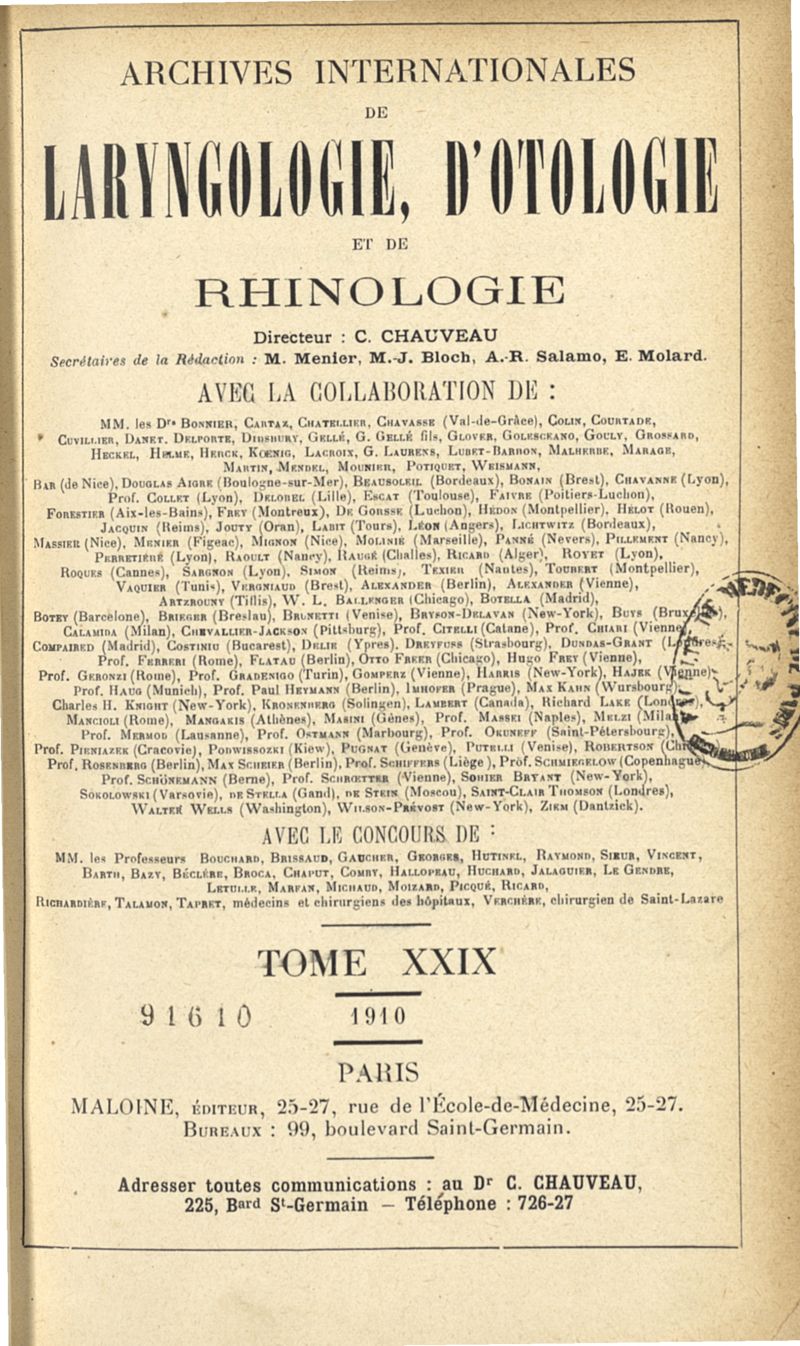 ARCHIVES INTERNATIONALES
DE
LARYNGOLOGIE, D'OTOLOGIE
ET DE
RHINOLOGIE
Directeur : C. CHAUVEAU
Secrétaires de la Rédaction : M. Menier, M.-J. Bloch, A.-R. Salamo, E. Molard.
AVEC LA COLLABORATION DE :
MM. les Drs BONNIER, CARTAZ, CHATELLIER, CHAVASSE (Val-de-Grâce), COLIN, COURTADE,
CUVILLIER, DANET, DELPORTE, DIDSBURY, GELLÉ, G. GELLÉ fils, GLOVER, GOLESCEANO, GOULY, GROSSARD,
HECKEL, HELME, HERCK, KŒNIG, LACROIX, G. LAURENS, LUBET-BARBON, MALHERBE, MARAGE,
MARTIN, MENDEL, MOUNIER, POTIQUET, WEISMANN,
BAR (de Nice), DOUGLAS AIGRE (Boulogne-sur-Mer), BEAUSOLEIL (Bordeaux), BONAIN (Brest), CHAVANNE (Lyon),
Prof. COLLET (Lyon), DELOBEL (Lille), ESCAT (Toulouse), FAIVRE (Poitiers-Luchon),
FORESTIER (Aix-les-Bains), FREY (Montreux), DE GORSSE (Luchon), HÉDON (Montpellier), HÉLOT (Rouen),
JACQUIN (Reims), JOUTY (Oran), LABIT (Tours), LÉON (Angers), LICHTWITZ (Bordeaux),
MASSIER (Nice), MENIER (Figeac), MIGNON (Nice), MOLINIÉ (Marseille), PANNÉ (Nevers), PILLEMENT (Nancy),
PERRETIÉRE (Lyon), RAOULT (Nancy), RAUGÉ (Challes), RICARD (Alger), ROYET (Lyon),
ROQUES (Cannes), SARGNON (Lyon), SIMON (Reims), TEXIER (Nantes), TOUBERT (Montpellier),
VAQUIER (Tunis), VERGNIAUD (Brest), ALEXANDER (Berlin), ALEXANDER (Vienne),
ARTZROUNY (Tiflis), W. L. BALLENGER (Chicago), BOTELLA (Madrid),
BOTEY (Barcelone), BRIEGER (Breslau), BRUNETTI (Venise), BRYSON-DELAVAN (New-York), BUYS (Bruxelles),
CALAMIDA (Milan), CHEVALLIER-JACKSON (Pittsburg), Prof. CITELLI (Catane), Prof. CHIARI (Vienne),
COMPAIRED (Madrid), COSTINIU (Bucarest), DELIE (Ypres), DREYFUSS (Strasbourg), DUNDAS-GRANT (Londres),
Prof. FERRERI (Rome), FLATAU (Berlin), OTTO FREER (Chicago), HUGO FREY (Vienne),
Prof. GERONZI (Rome), Prof. GRADENIGO (Turin), GOMPERZ (Vienne), HARRIS (New-York), HAJEK (Vienne),
Prof. HAUG (Munich), Prof. Paul HEYMANN (Berlin), IMHOFER (Prague), MAX KAHN (Wursbourg),
Charles H. KNIGHT (New-York), KRONENBERG (Solingen), LAMBERT (Canada), Richard LAKE (Londres),
MANCIOLI (Rome), MANGAKIS (Athènes), MASINI (Gênes), Prof. MASSEI (Naples), MELZI (Milan),
Prof. MERMOD (Lausanne), Prof. OSTMANN (Marbourg), Prof. OKUNEFF (Saint-Pétersbourg),
Prof. PIENIAZEK (Cracovie), PODWISSOZKI (Kiew), PUGNAT (Genève), PUTELLI (Venise), ROBERTSON
Prof. ROSENBERG (Berlin), MAX SCHEIER (Berlin), Prof. SCHIFFERS (Liège), Prof. SCHMIEGELOW (Copenhague),
Prof. SCHÖNEMANN (Berne), Prof. SCHRŒTTER (Vienne), SOHIER BRYANT (New-York),
SOKOLOWSKI (Varsovie), DE STELLA (Gand), DE STEIN (Moscou), SAINT-CLAIR THOMSON (Londres),
WALTER WELLS (Washington), WILSON-PRÉVOST (New-York), ZIEM (Dantzick).
AVEC LE CONCOURS DE :
MM. les Professeurs BOUCHARD, BRISSAUD, GAUCHER, GEORGES, HUTINEL, RAYMOND, SIEUR, VINCENT,
BARTH, BAZY, BÉCLÈRE, BROCA, CHAPUT, COMBY, HALLOPEAU, HUCHARD, JALAGUIER, LE GENDRE,
LETULLE, MARFAN, MICHAUD, MOIZARD, PICQUÉ, RICARD,
RICHARDIÈRE, TALAMON, TAPRET, médecins et chirurgiens des hôpitaux, VERCHÈRE, chirurgien de Saint-Lazare
TOME XXIX
91610
1910
PARIS
MALOINE, ÉDITEUR, 25-27, rue de l'École-de-Médecine, 25-27.
BUREAUX : 99, boulevard Saint-Germain.
Adresser toutes communications : au Dr C. CHAUVEAU,
225, Bard St-Germain — Téléphone : 726-27